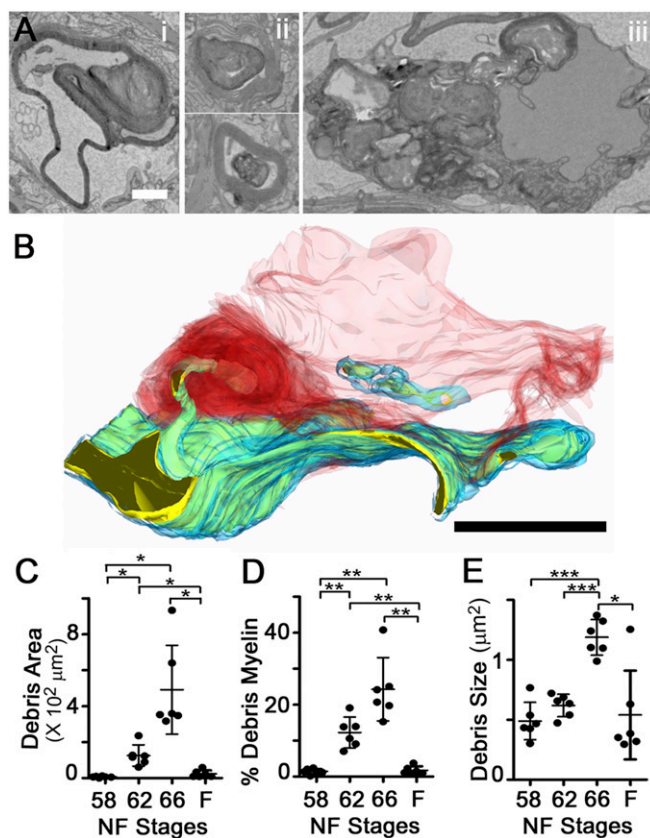 A
i
ii
iii
B
C
D
E
Debris Area
(X 10² µm²)
8
4
0
58 62 66 F
NF Stages
*
*
*
*
% Debris Myelin
40
20
0
58 62 66 F
NF Stages
**
**
**
**
Debris Size (µm²)
1
0
58 62 66 F
NF Stages
***
***
*